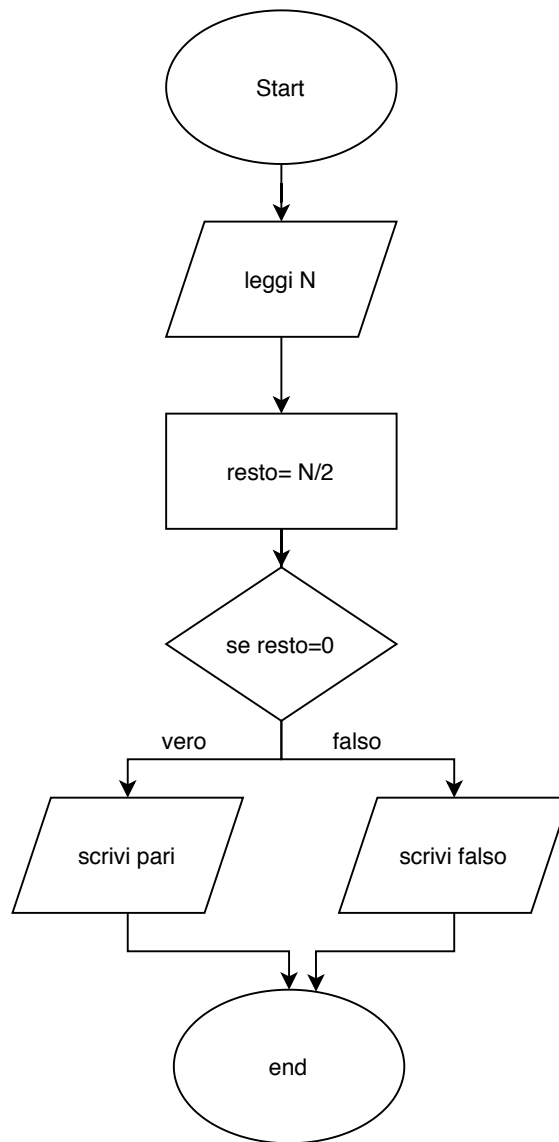 Start
leggi N
resto= N/2
se resto=0
vero
falso
scrivi pari
scrivi falso
end